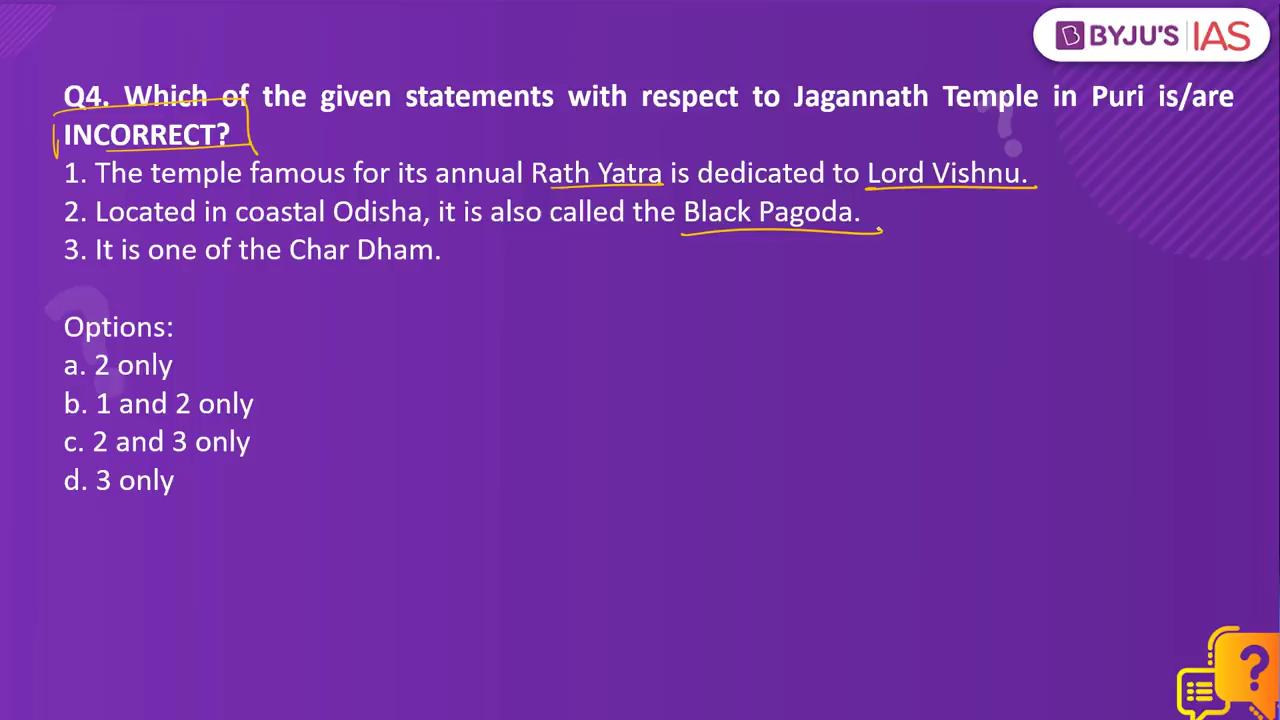 BYJU'S IAS
Q4. Which of the given statements with respect to Jagannath Temple in Puri is/are
INCORRECT?
1. The temple famous for its annual Rath Yatra is dedicated to Lord Vishnu.
2. Located in coastal Odisha, it is also called the Black Pagoda.
3. It is one of the Char Dham.
Options:
a. 2 only
b. 1 and 2 only
c. 2 and 3 only
d. 3 only